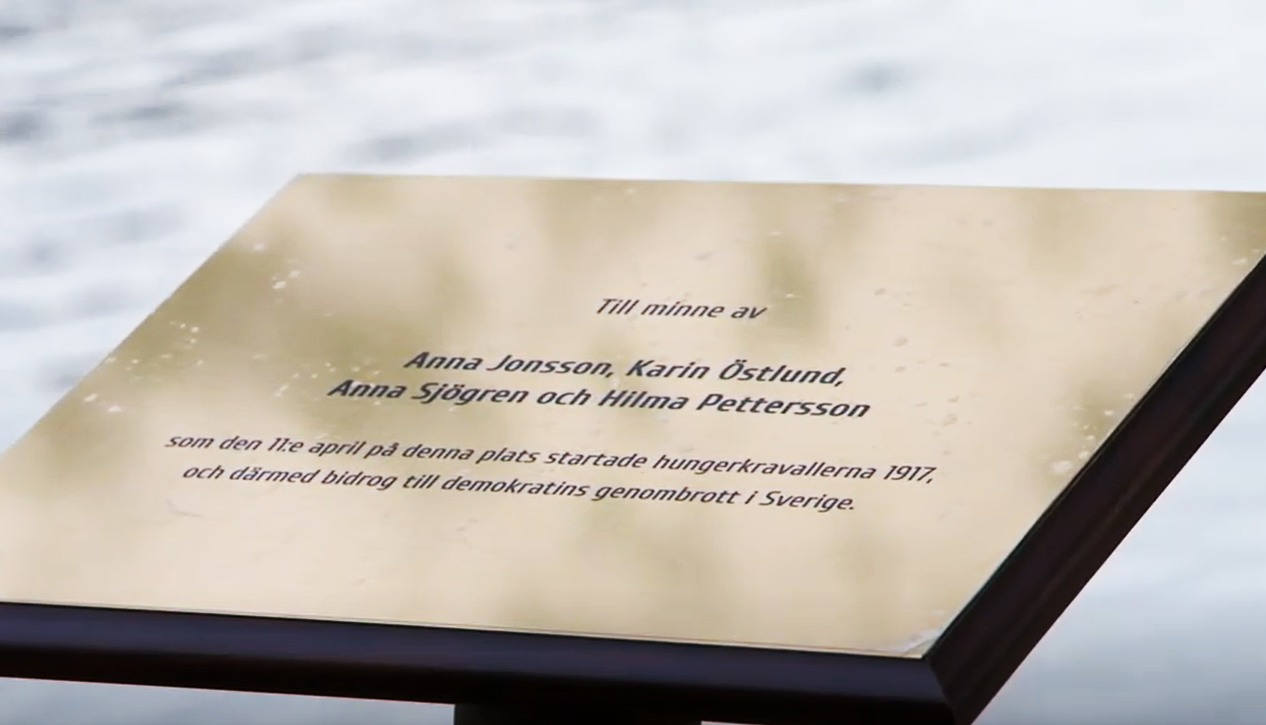 Till minne av
Anna Jonsson, Karin Östlund,
Anna Sjögren och Hilma Pettersson
som den 11:e april på denna plats startade hungerkravallerna 1917,
och därmed bidrog till demokratins genombrott i Sverige.